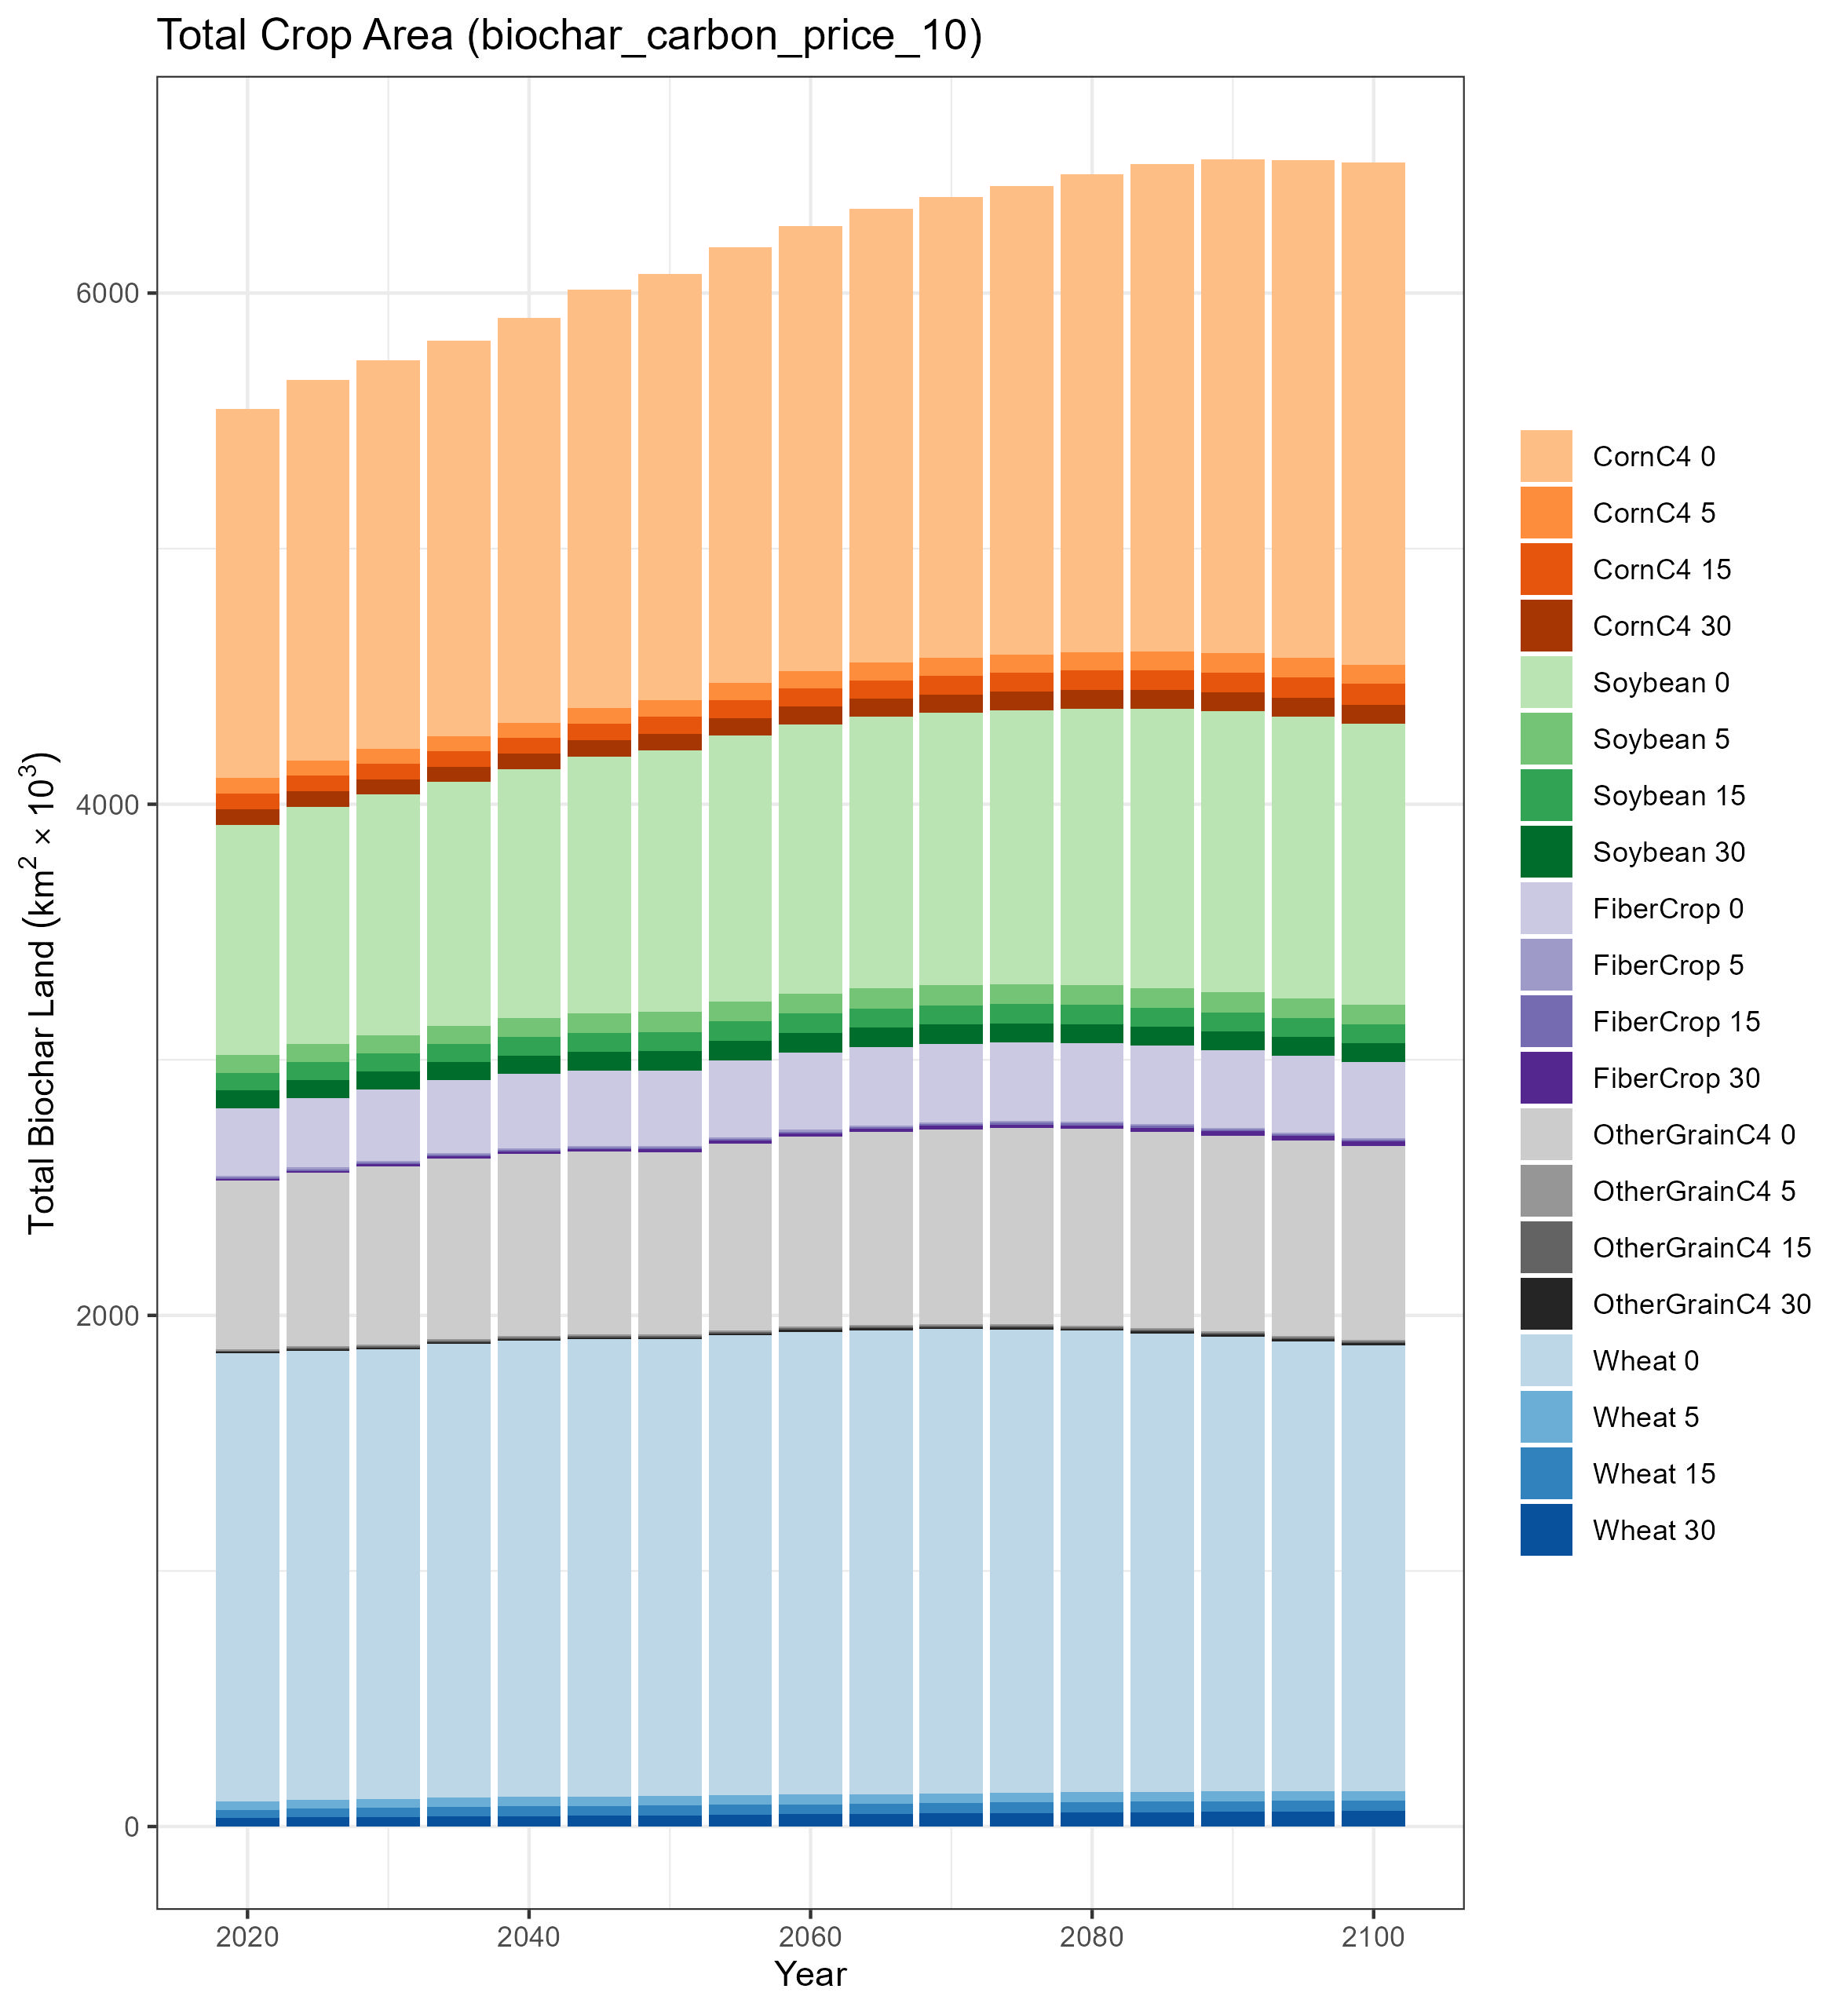 Total Crop Area (biochar_carbon_price_10)
Total Biochar Land (km² × 10³)
6000
4000
2000
0
2020
2040
2060
2080
2100
Year
CornC4 0
CornC4 5
CornC4 15
CornC4 30
Soybean 0
Soybean 5
Soybean 15
Soybean 30
FiberCrop 0
FiberCrop 5
FiberCrop 15
FiberCrop 30
OtherGrainC4 0
OtherGrainC4 5
OtherGrainC4 15
OtherGrainC4 30
Wheat 0
Wheat 5
Wheat 15
Wheat 30